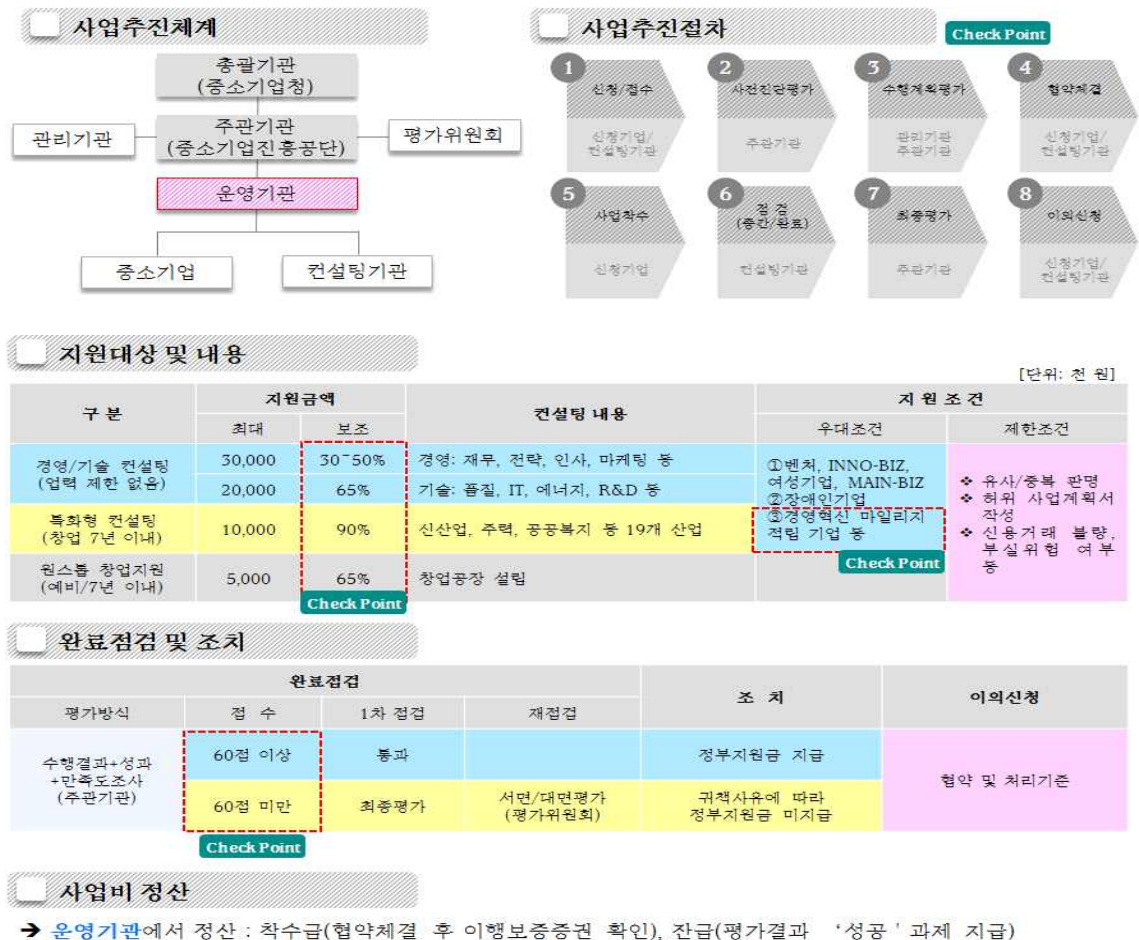 사업추진체계
총괄기관
(중소기업청)
관리기관
주관기관
(중소기업진흥공단)
평가위원회
운영기관
중소기업
컨설팅기관
사업추진절차
Check Point
1
신청/접수
신청기업/
컨설팅기관
2
사전진단평가
주관기관
3
수행계획평가
관리기관
주관기관
4
협약체결
신청기업/
컨설팅기관
5
사업착수
신청기업
6
점 검
(중간/완료)
컨설팅기관
7
최종평가
주관기관
8
이의신청
신청기업/
컨설팅기관
지원대상 및 내용
[단위: 천 원]
구 분
지원금액
컨설팅 내용
지 원 조 건
최대
보조
우대조건
제한조건
경영/기술 컨설팅
(업력 제한 없음)
30,000
30~50%
경영: 재무, 전략, 인사, 마케팅 등
20,000
65%
기술: 품질, IT, 에너지, R&D 등
특화형 컨설팅
(창업 7년 이내)
10,000
90%
신산업, 주력, 공공복지 등 19개 산업
원스톱 창업지원
(예비/7년 이내)
5,000
65%
창업공장 설립
①벤처, INNO-BIZ,
여성기업, MAIN-BIZ
②장애인기업
③경영혁신 마일리지
적립 기업 등
Check Point
❖ 유사/중복 판명
❖ 허위 사업계획서
작성
❖ 신용거래 불량,
부실위험 여부
등
Check Point
완료점검 및 조치
완료점검
조 치
이의신청
평가방식
점 수
1차 점검
재점검
수행결과+성과
+만족도조사
(주관기관)
60점 이상
통과
정부지원금 지급
60점 미만
최종평가
서면/대면평가
(평가위원회)
귀책사유에 따라
정부지원금 미지급
협약 및 처리기준
Check Point
사업비 정산
➔ 운영기관에서 정산 : 착수급(협약체결 후 이행보증증권 확인), 잔급(평가결과 ‘성공’과제 지급)